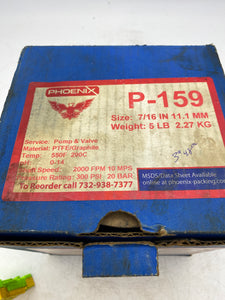 PHOENIX
P-159
Size: 7/16 IN 11.1 MM
Weight: 5 LB 2.27 KG
Service: Pump & Valve
Material: PTFE/Graphite
Temp: 550f 290C
pH: 0-14
Shaft Speed: 2000 FPM 10 MPS
Pressure Rating: 300 PSI 20 BAR
To Reorder call 732-938-7377
MSDS/Data Sheet Available
online at phoenix-packing.com